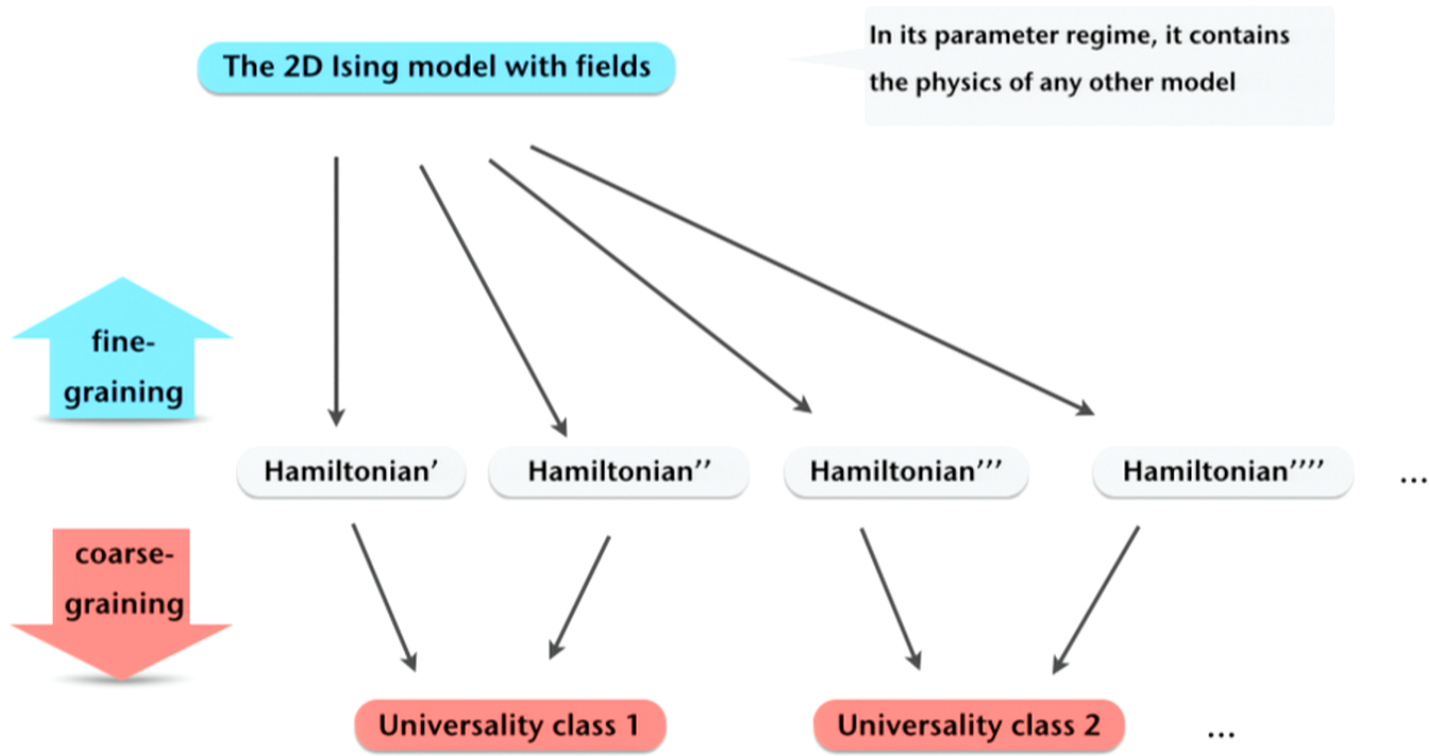 The 2D Ising model with fields
In its parameter regime, it contains
the physics of any other model
fine-
graining
Hamiltonian′
Hamiltonian′′
Hamiltonian′′′
Hamiltonian′′′′
...
coarse-
graining
Universality class 1
Universality class 2
...